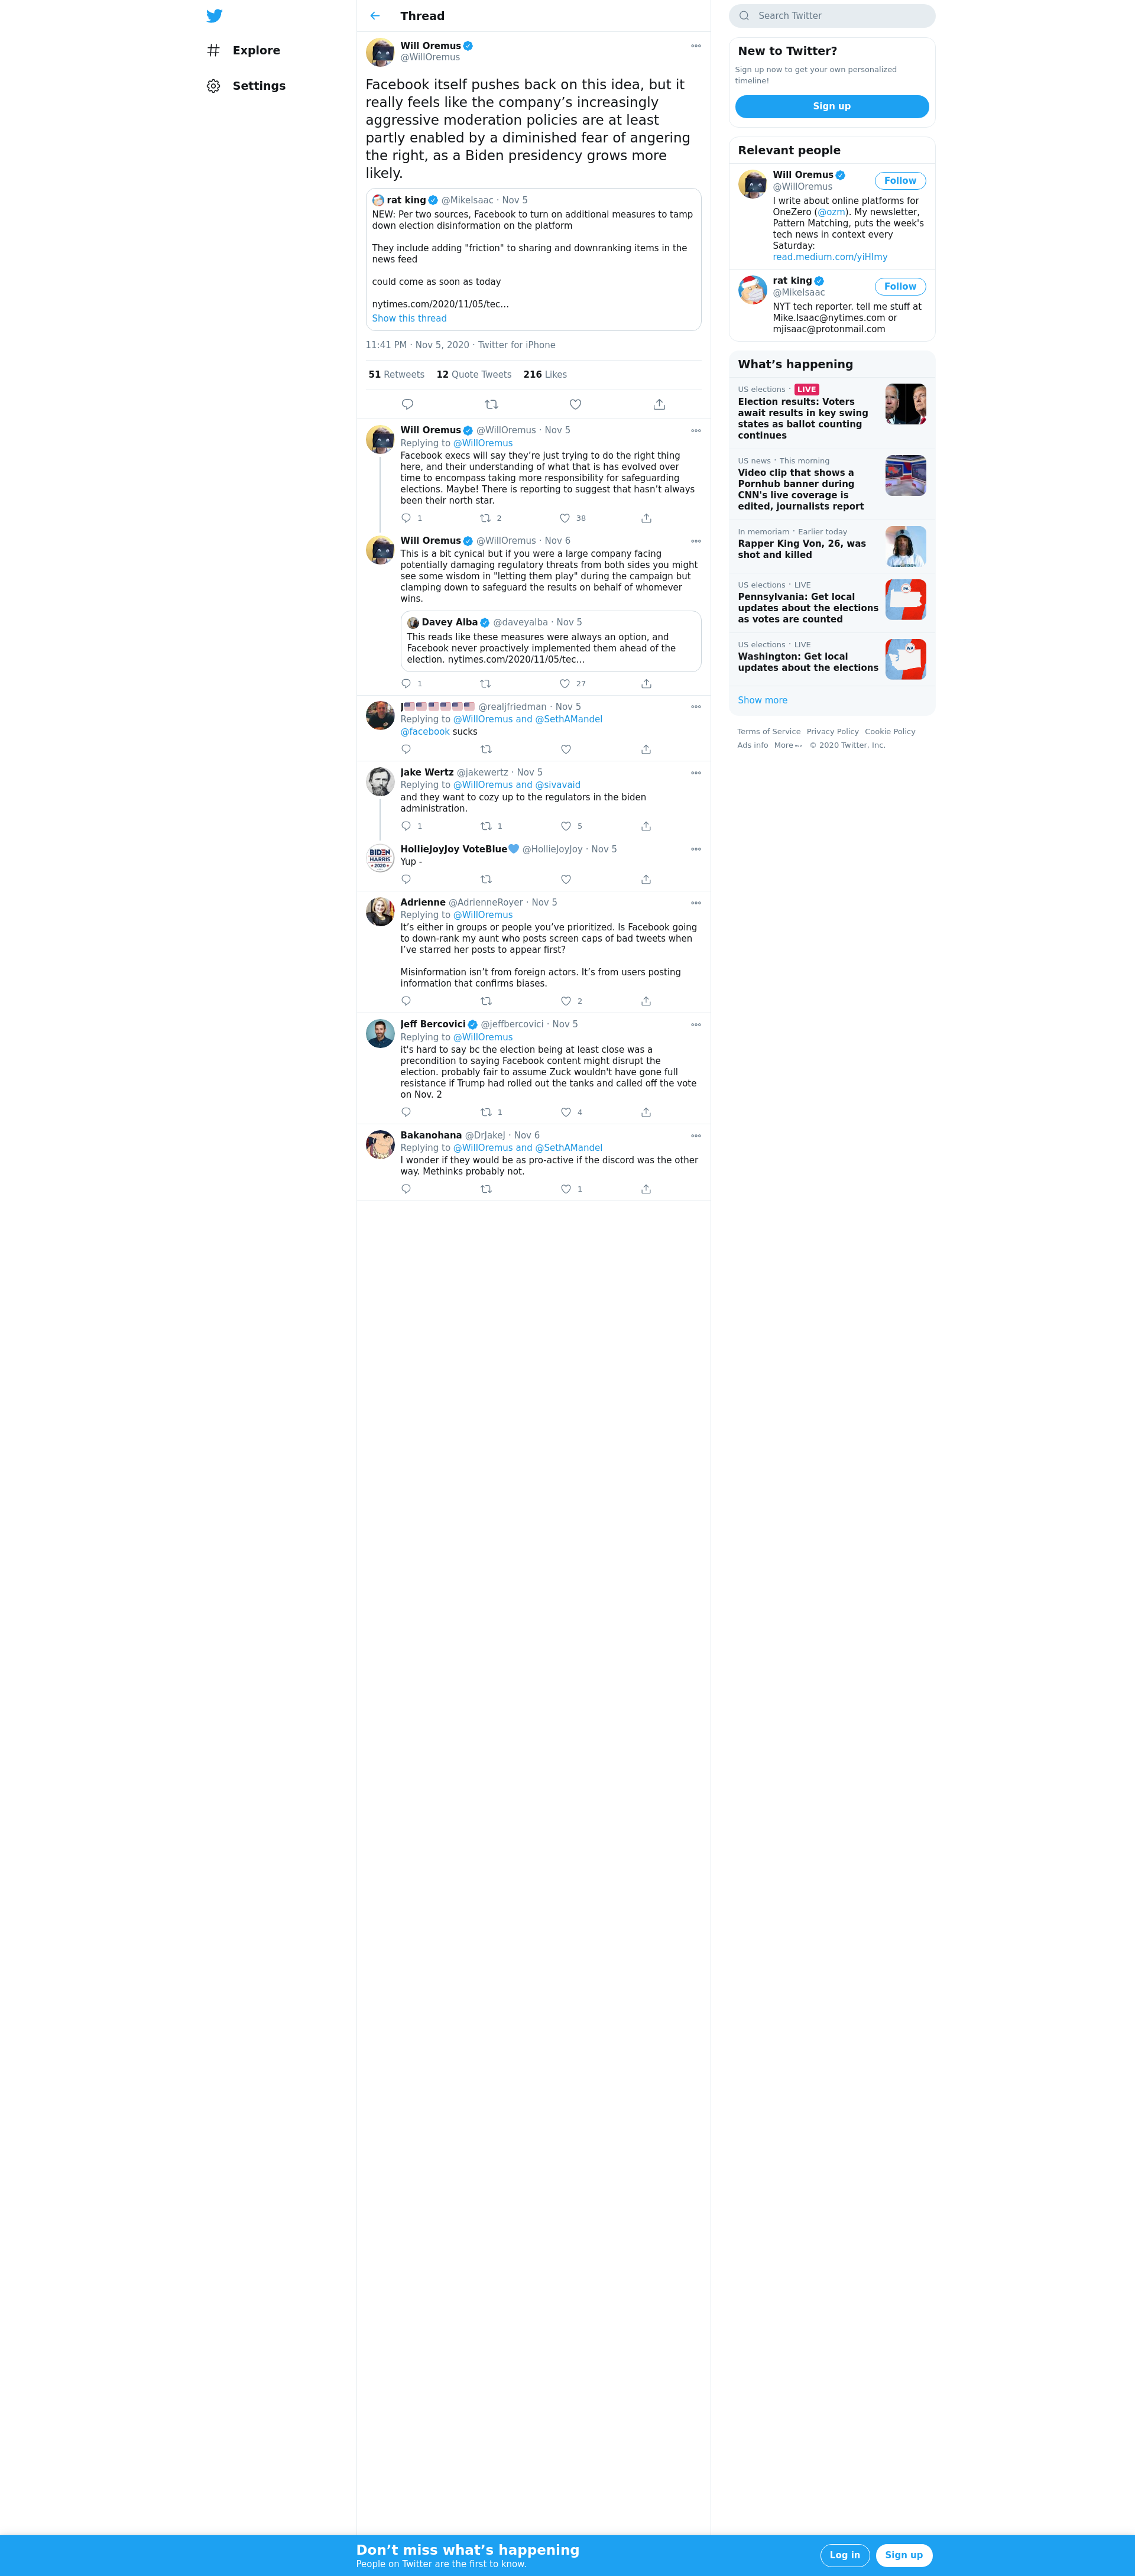 Explore
Settings
Thread
Will Oremus
@WillOremus
Facebook itself pushes back on this idea, but it
really feels like the company’s increasingly
aggressive moderation policies are at least
partly enabled by a diminished fear of angering
the right, as a Biden presidency grows more
likely.
rat king @MikeIsaac · Nov 5
NEW: Per two sources, Facebook to turn on additional measures to tamp
down election disinformation on the platform
They include adding "friction" to sharing and downranking items in the
news feed
could come as soon as today
nytimes.com/2020/11/05/tec…
Show this thread
11:41 PM · Nov 5, 2020 · Twitter for iPhone
51 Retweets 12 Quote Tweets 216 Likes
Will Oremus @WillOremus · Nov 5
Replying to @WillOremus
Facebook execs will say they’re just trying to do the right thing
here, and their understanding of what that is has evolved over
time to encompass taking more responsibility for safeguarding
elections. Maybe! There is reporting to suggest that hasn’t always
been their north star.
1 2 38
Will Oremus @WillOremus · Nov 6
This is a bit cynical but if you were a large company facing
potentially damaging regulatory threats from both sides you might
see some wisdom in "letting them play" during the campaign but
clamping down to safeguard the results on behalf of whomever
wins.
Davey Alba @daveyalba · Nov 5
This reads like these measures were always an option, and
Facebook never proactively implemented them ahead of the
election. nytimes.com/2020/11/05/tec…
1 27
J🇺🇸🇺🇸🇺🇸🇺🇸🇺🇸🇺🇸 @realjfriedman · Nov 5
Replying to @WillOremus and @SethAMandel
@facebook sucks
Jake Wertz @jakewertz · Nov 5
Replying to @WillOremus and @sivavaid
and they want to cozy up to the regulators in the biden
administration.
1 1 5
BIDEN
HARRIS
2020
HollieJoyJoy VoteBlue💙 @HollieJoyJoy · Nov 5
Yup -
Adrienne @AdrienneRoyer · Nov 5
Replying to @WillOremus
It’s either in groups or people you’ve prioritized. Is Facebook going
to down-rank my aunt who posts screen caps of bad tweets when
I’ve starred her posts to appear first?
Misinformation isn’t from foreign actors. It’s from users posting
information that confirms biases.
2
Jeff Bercovici @jeffbercovici · Nov 5
Replying to @WillOremus
it's hard to say bc the election being at least close was a
precondition to saying Facebook content might disrupt the
election. probably fair to assume Zuck wouldn't have gone full
resistance if Trump had rolled out the tanks and called off the vote
on Nov. 2
1 4
Bakanohana @DrJakeJ · Nov 6
Replying to @WillOremus and @SethAMandel
I wonder if they would be as pro-active if the discord was the other
way. Methinks probably not.
1
Search Twitter
New to Twitter?
Sign up now to get your own personalized
timeline!
Sign up
Relevant people
Will Oremus
@WillOremus
Follow
I write about online platforms for
OneZero (@ozm). My newsletter,
Pattern Matching, puts the week's
tech news in context every
Saturday:
read.medium.com/yiHImy
rat king
@MikeIsaac
Follow
NYT tech reporter. tell me stuff at
Mike.Isaac@nytimes.com or
mjisaac@protonmail.com
What’s happening
US elections · LIVE
Election results: Voters
await results in key swing
states as ballot counting
continues
US news · This morning
Video clip that shows a
Pornhub banner during
CNN's live coverage is
edited, journalists report
In memoriam · Earlier today
Rapper King Von, 26, was
shot and killed
US elections · LIVE
Pennsylvania: Get local
updates about the elections
as votes are counted
PA
US elections · LIVE
Washington: Get local
updates about the elections
WA
Show more
Terms of Service Privacy Policy Cookie Policy
Ads info More © 2020 Twitter, Inc.
Don’t miss what’s happening
People on Twitter are the first to know.
Log in
Sign up